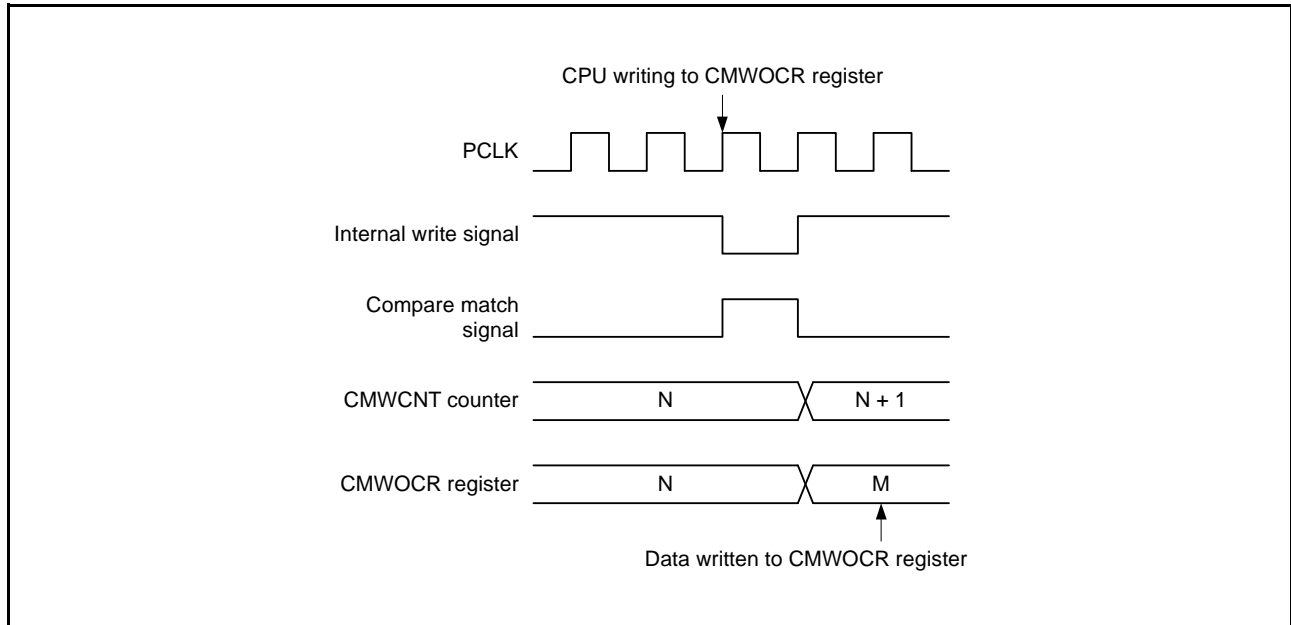 CPU writing to CMWOCR register
PCLK
Internal write signal
Compare match
signal
CMWCNT counter
N
N + 1
CMWOCR register
N
M
Data written to CMWOCR register